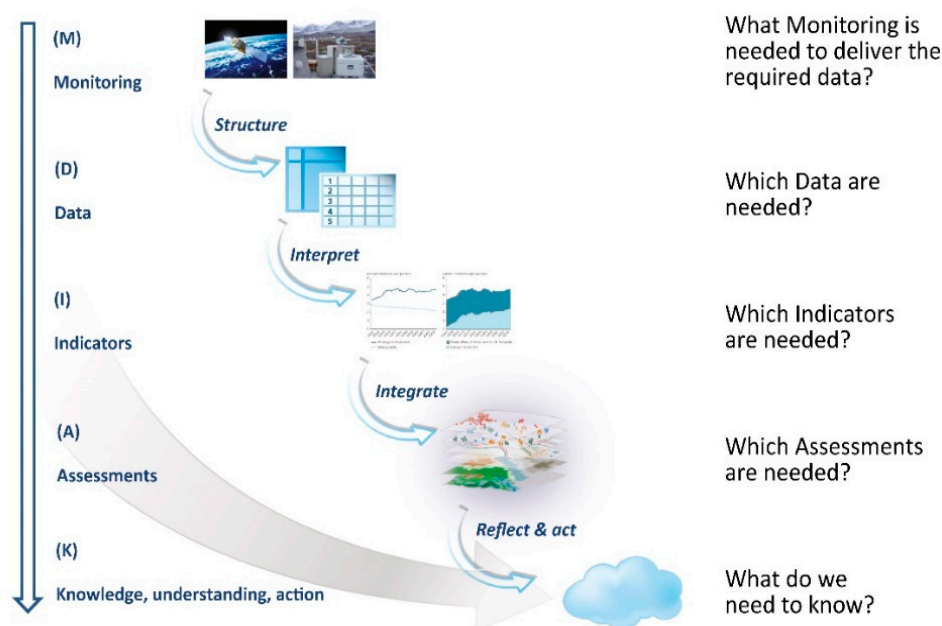 (M)
Monitoring
What Monitoring is
needed to deliver the
required data?
Structure
(D)
Data
1
2
3
4
5
Which Data are
needed?
Interpret
(I)
Indicators
Which Indicators
are needed?
Integrate
(A)
Assessments
Which Assessments
are needed?
Reflect & act
(K)
Knowledge, understanding, action
What do we
need to know?